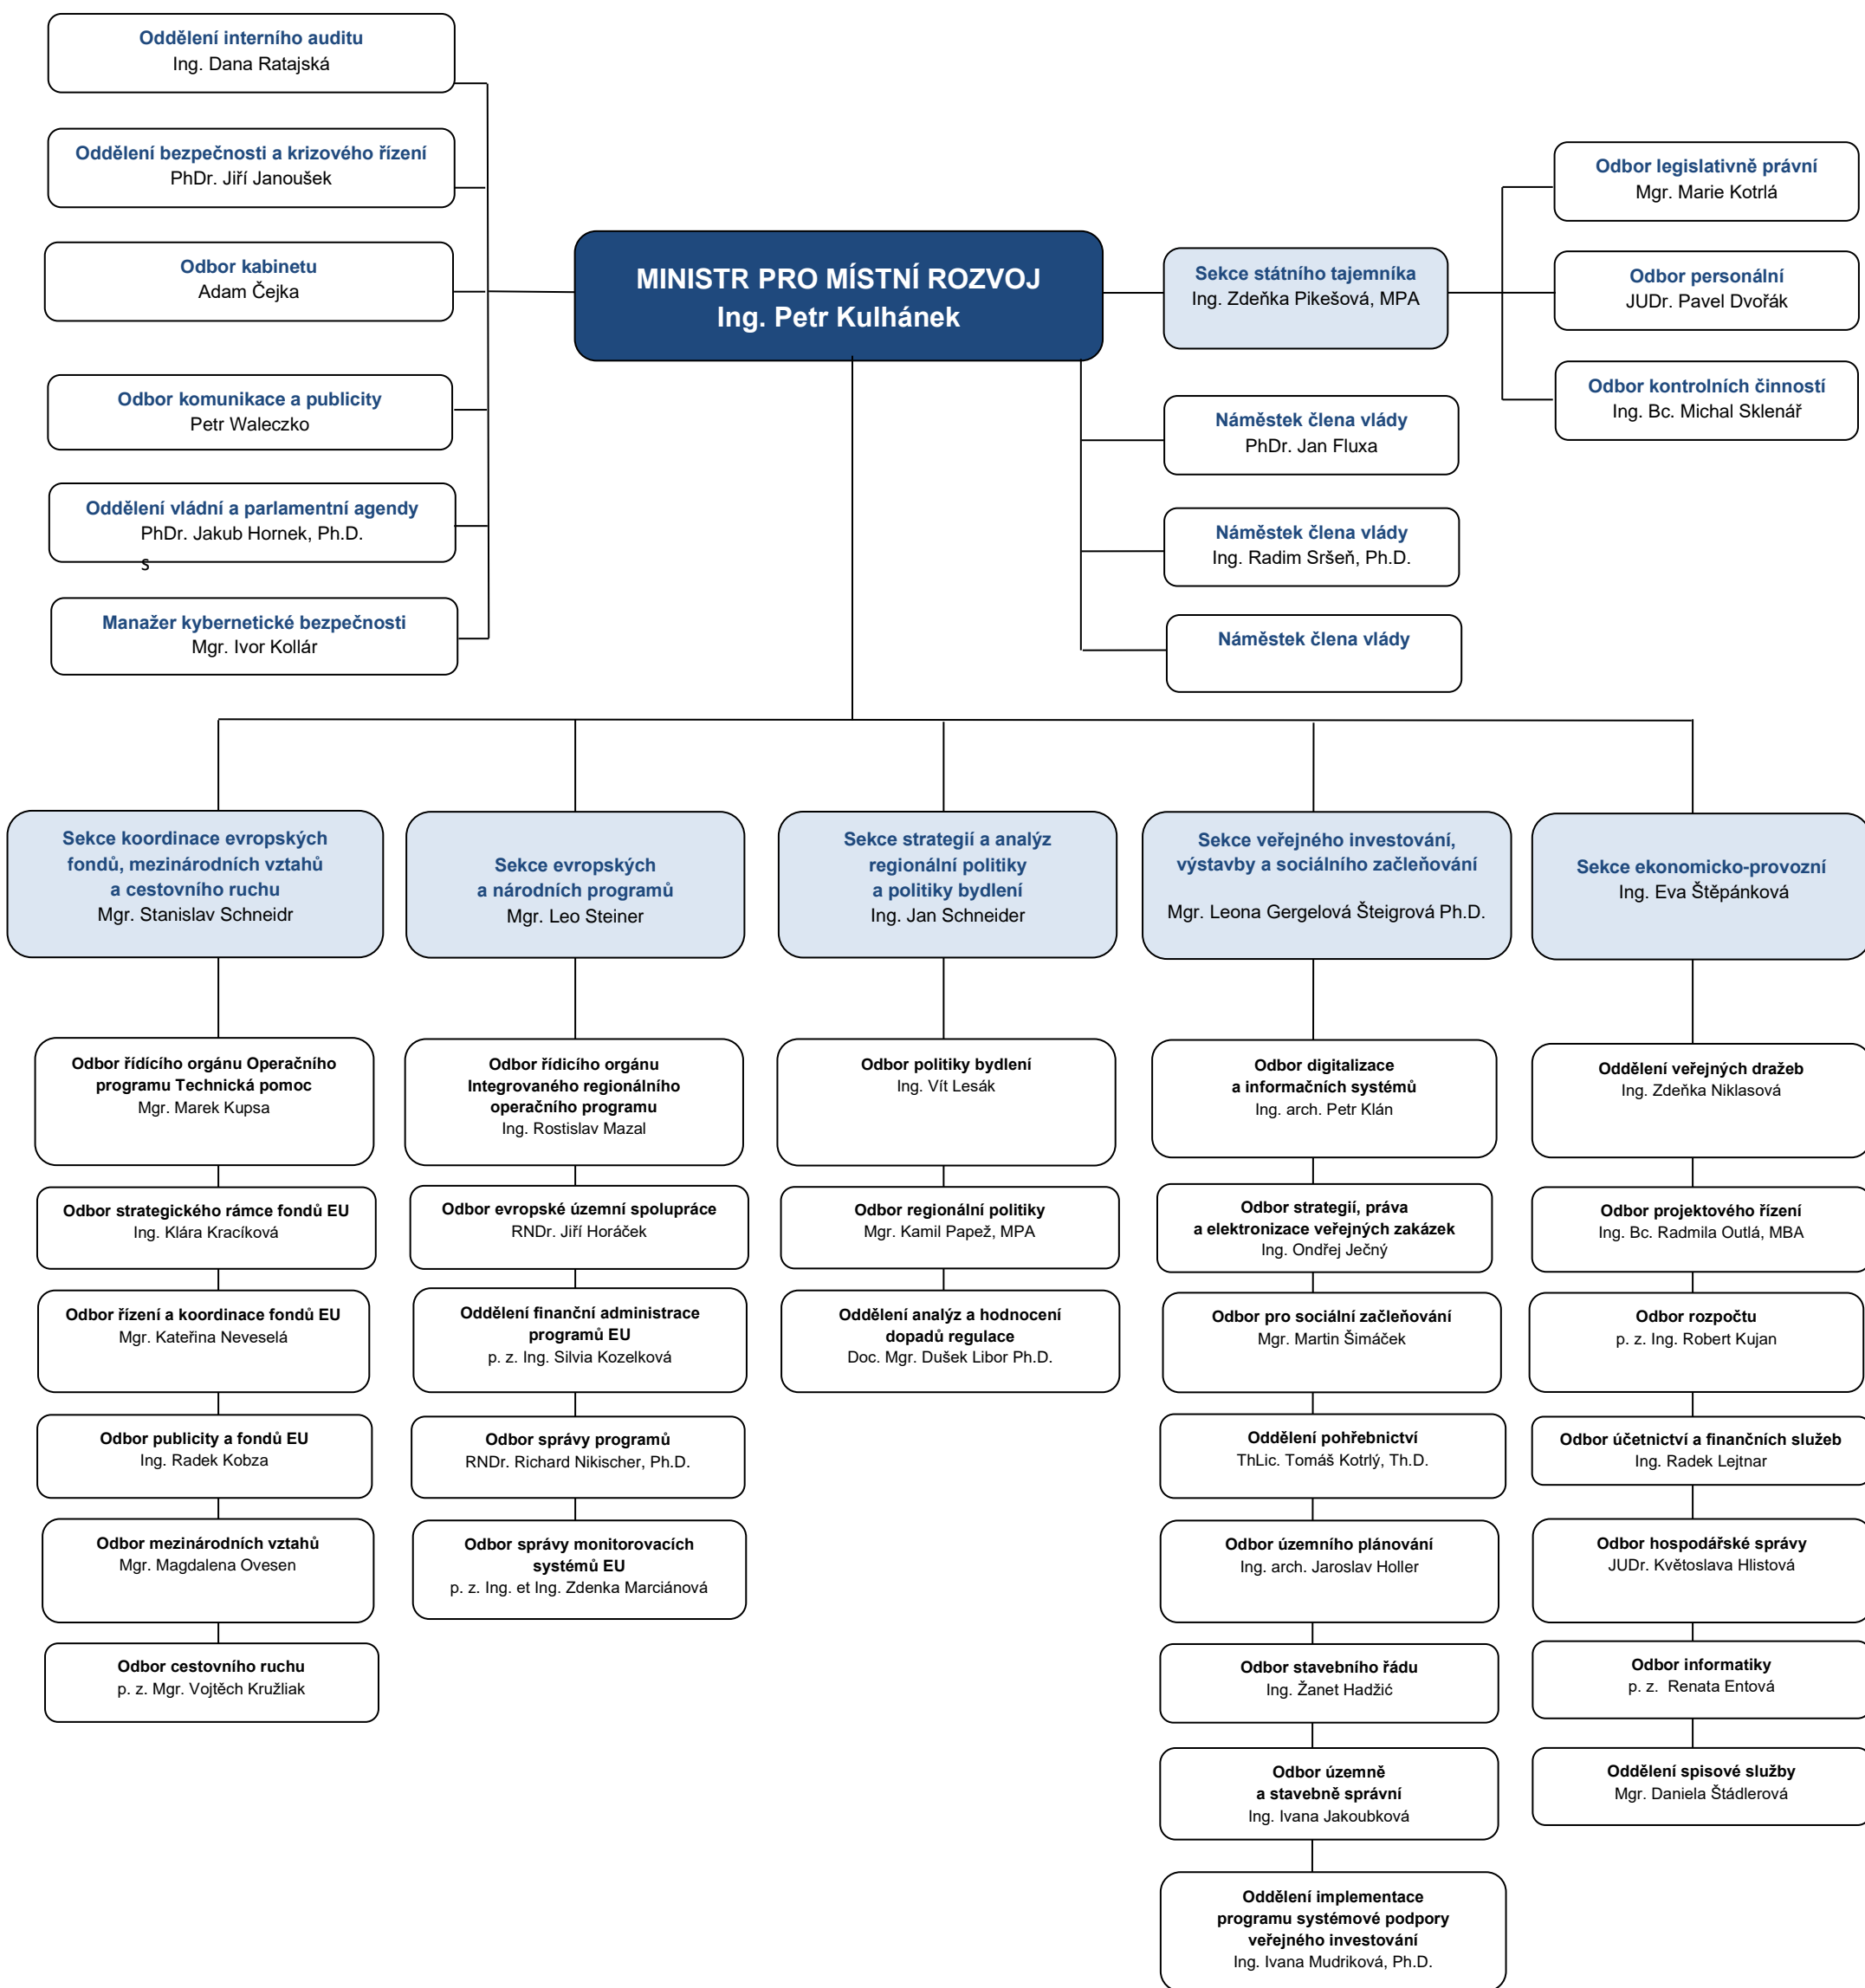 Oddělení interního auditu
Ing. Dana Ratajská
Oddělení bezpečnosti a krizového řízení
PhDr. Jiří Janoušek
Odbor kabinetu
Adam Čejka
Odbor komunikace a publicity
Petr Waleczko
Oddělení vládní a parlamentní agendy
PhDr. Jakub Hornek, Ph.D.
s
Manažer kybernetické bezpečnosti
Mgr. Ivor Kollár
MINISTR PRO MÍSTNÍ ROZVOJ
Ing. Petr Kulhánek
Sekce státního tajemníka
Ing. Zdeňka Pikešová, MPA
Odbor legislativně právní
Mgr. Marie Kotrlá
Odbor personální
JUDr. Pavel Dvořák
Odbor kontrolních činností
Ing. Bc. Michal Sklenář
Náměstek člena vlády
PhDr. Jan Fluxa
Náměstek člena vlády
Ing. Radim Sršeň, Ph.D.
Náměstek člena vlády
Sekce koordinace evropských
fondů, mezinárodních vztahů
a cestovního ruchu
Mgr. Stanislav Schneidr
Odbor řídícího orgánu Operačního
programu Technická pomoc
Mgr. Marek Kupsa
Odbor strategického rámce fondů EU
Ing. Klára Kracíková
Odbor řízení a koordinace fondů EU
Mgr. Kateřina Neveselá
Odbor publicity a fondů EU
Ing. Radek Kobza
Odbor mezinárodních vztahů
Mgr. Magdalena Ovesen
Odbor cestovního ruchu
p. z. Mgr. Vojtěch Kružliak
Sekce evropských
a národních programů
Mgr. Leo Steiner
Odbor řídicího orgánu
Integrovaného regionálního
operačního programu
Ing. Rostislav Mazal
Odbor evropské územní spolupráce
RNDr. Jiří Horáček
Oddělení finanční administrace
programů EU
p. z. Ing. Silvia Kozelková
Odbor správy programů
RNDr. Richard Nikischer, Ph.D.
Odbor správy monitorovacích
systémů EU
p. z. Ing. et Ing. Zdenka Marciánová
Sekce strategií a analýz
regionální politiky
a politiky bydlení
Ing. Jan Schneider
Odbor politiky bydlení
Ing. Vít Lesák
Odbor regionální politiky
Mgr. Kamil Papež, MPA
Oddělení analýz a hodnocení
dopadů regulace
Doc. Mgr. Dušek Libor Ph.D.
Sekce veřejného investování,
výstavby a sociálního začleňování
Mgr. Leona Gergelová Šteigrová Ph.D.
Odbor digitalizace
a informačních systémů
Ing. arch. Petr Klán
Odbor strategií, práva
a elektronizace veřejných zakázek
Ing. Ondřej Ječný
Odbor pro sociální začleňování
Mgr. Martin Šimáček
Oddělení pohřebnictví
ThLic. Tomáš Kotrlý, Th.D.
Odbor územního plánování
Ing. arch. Jaroslav Holler
Odbor stavebního řádu
Ing. Žanet Hadžić
Odbor územně
a stavebně správní
Ing. Ivana Jakoubková
Oddělení implementace
programu systémové podpory
veřejného investování
Ing. Ivana Mudriková, Ph.D.
Sekce ekonomicko-provozní
Ing. Eva Štěpánková
Oddělení veřejných dražeb
Ing. Zdeňka Niklasová
Odbor projektového řízení
Ing. Bc. Radmila Outlá, MBA
Odbor rozpočtu
p. z. Ing. Robert Kujan
Odbor účetnictví a finančních služeb
Ing. Radek Lejtnar
Odbor hospodářské správy
JUDr. Květoslava Hlistová
Odbor informatiky
p. z. Renata Entová
Oddělení spisové služby
Mgr. Daniela Štádlerová